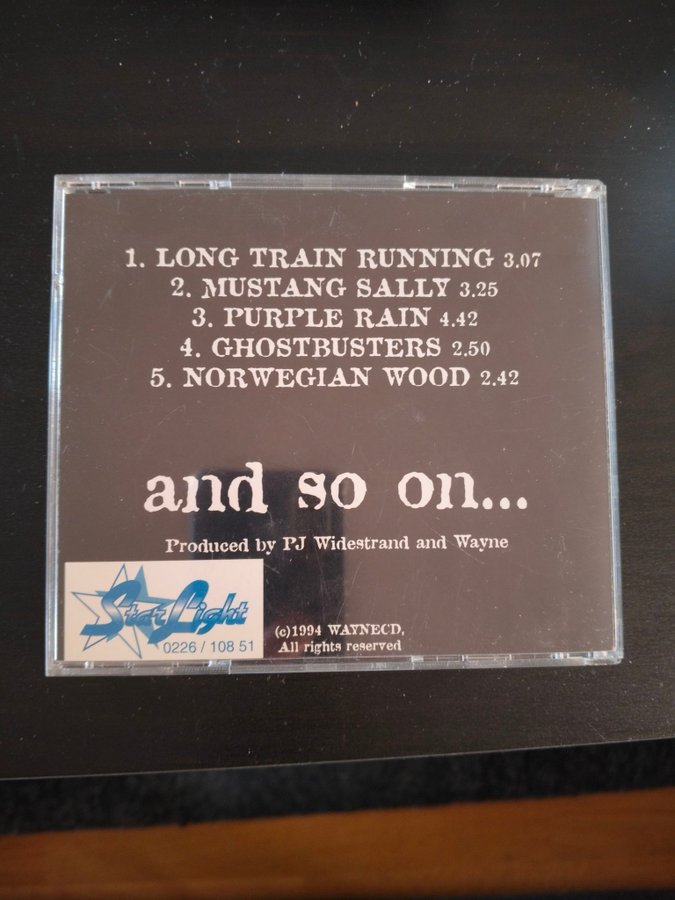 1. LONG TRAIN RUNNING 3.07
2. MUSTANG SALLY 3.25
3. PURPLE RAIN 4.42
4. GHOSTBUSTERS 2.50
5. NORWEGIAN WOOD 2.42
and so on...
Produced by PJ Widestrand and Wayne
Star Light
0226 / 108 51
(c)1994 WAYNECD,
All rights reserved